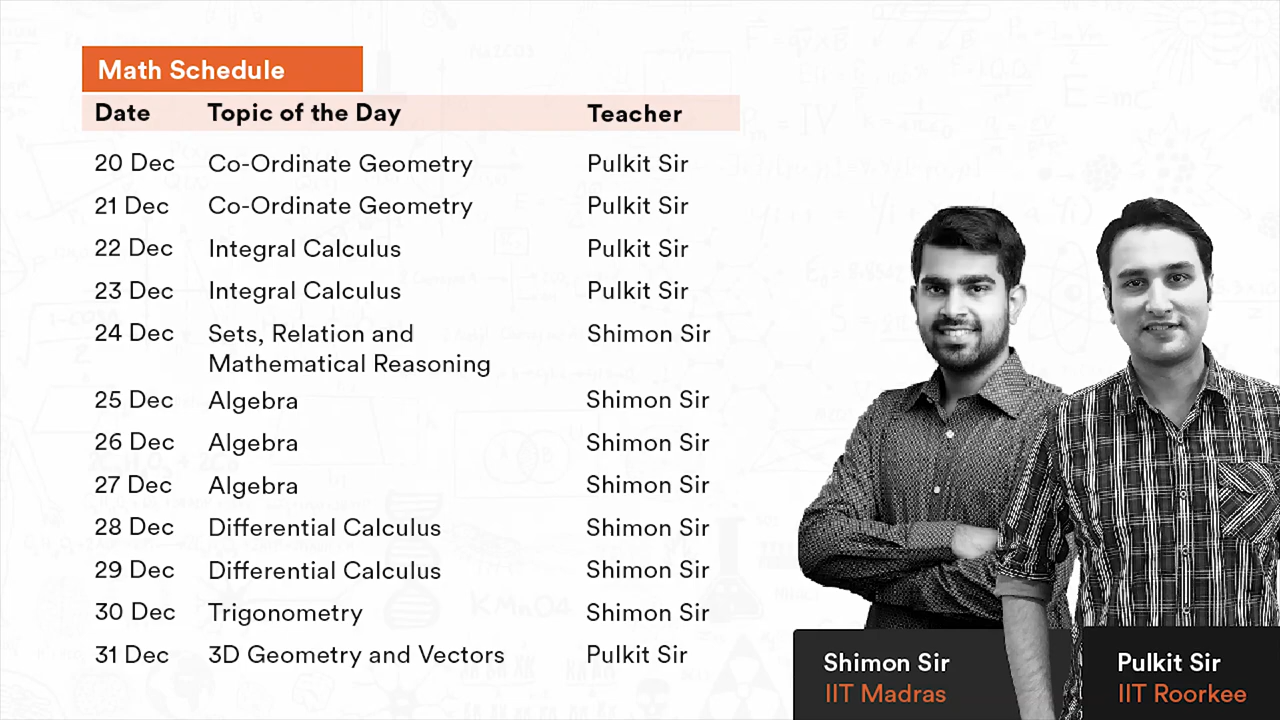 Math Schedule
Date Topic of the Day Teacher
20 Dec Co-Ordinate Geometry Pulkit Sir
21 Dec Co-Ordinate Geometry Pulkit Sir
22 Dec Integral Calculus Pulkit Sir
23 Dec Integral Calculus Pulkit Sir
24 Dec Sets, Relation and Shimon Sir
Mathematical Reasoning
25 Dec Algebra Shimon Sir
26 Dec Algebra Shimon Sir
27 Dec Algebra Shimon Sir
28 Dec Differential Calculus Shimon Sir
29 Dec Differential Calculus Shimon Sir
30 Dec Trigonometry Shimon Sir
31 Dec 3D Geometry and Vectors Pulkit Sir
Shimon Sir
IIT Madras
Pulkit Sir
IIT Roorkee
KMnO4
E=mc